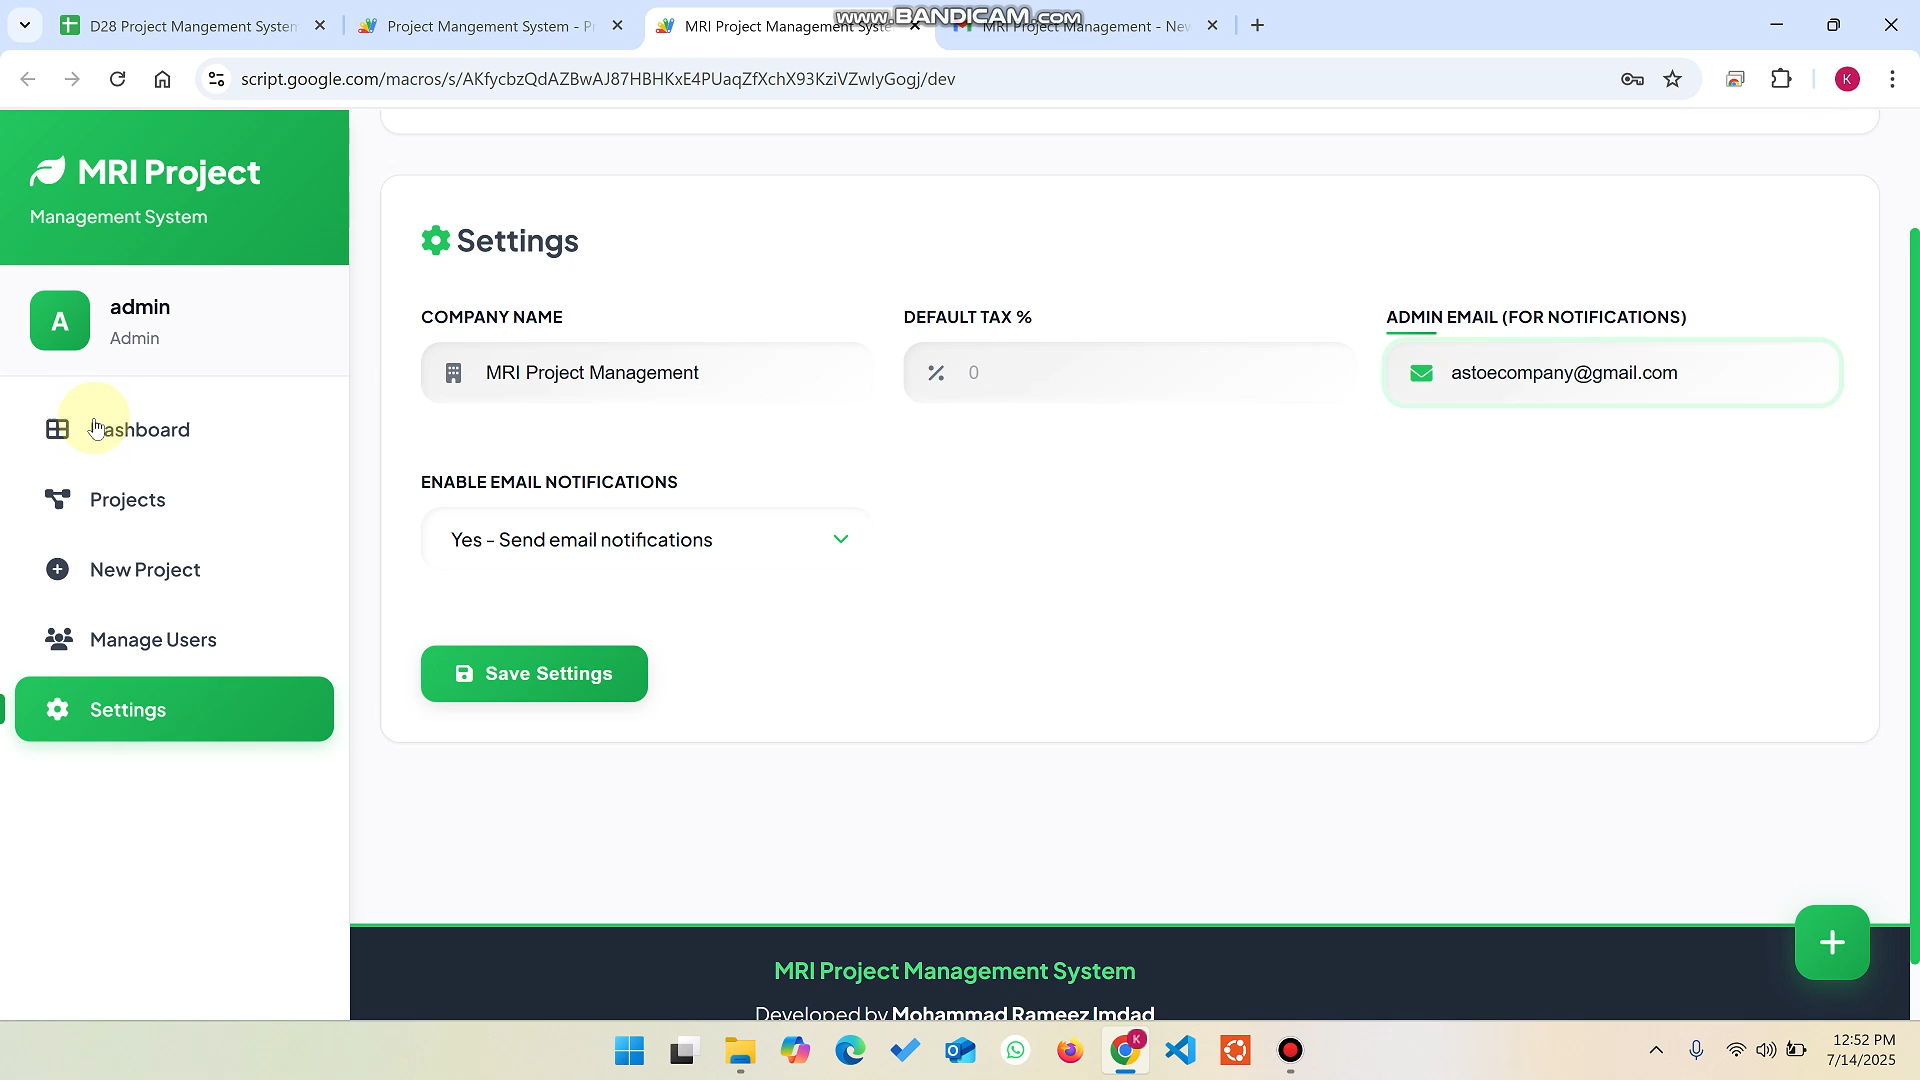 D28 Project Mangement System
Project Mangement System - Pr
MRI Project Management Syste
MRI Project Management - New
www.BANDICAM.com
script.google.com/macros/s/AKfycbzQdAZBwAJ87HBHKxE4PUaqZfXchX93KziVZwIyGogj/dev
K
MRI Project
Management System
A
admin
Admin
Dashboard
Projects
New Project
Manage Users
Settings
Settings
COMPANY NAME
DEFAULT TAX %
ADMIN EMAIL (FOR NOTIFICATIONS)
MRI Project Management
0
astoecompany@gmail.com
ENABLE EMAIL NOTIFICATIONS
Yes - Send email notifications
Save Settings
MRI Project Management System
Developed by Mohammad Rameez Imdad
12:52 PM
7/14/2025